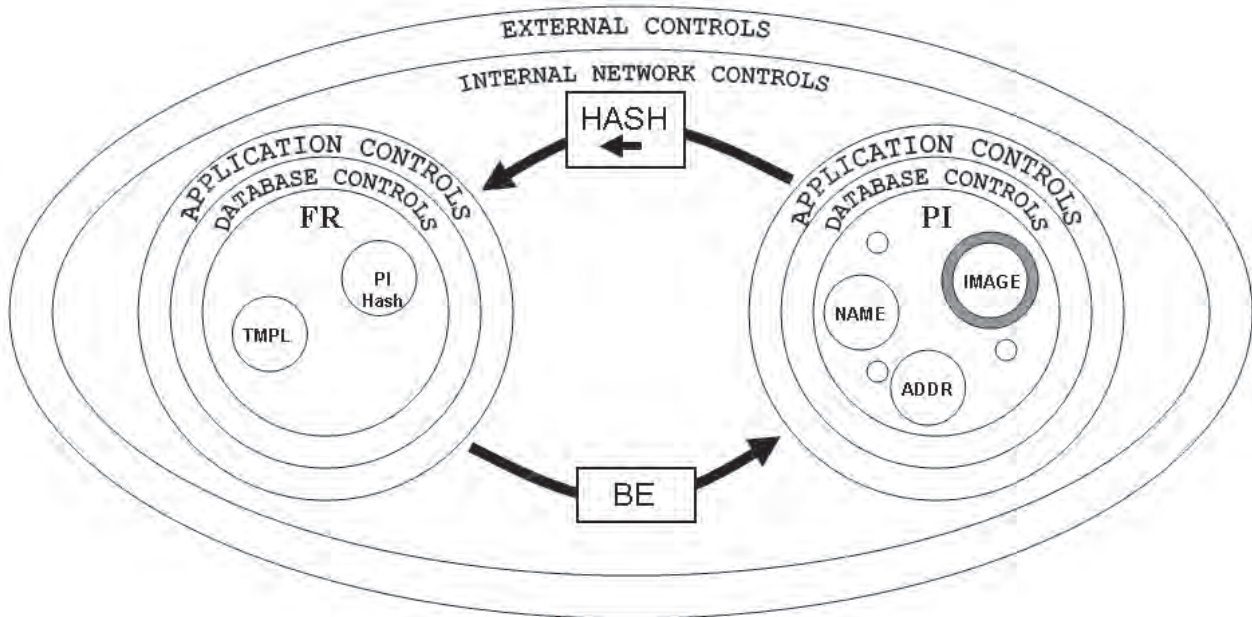 EXTERNAL CONTROLS
INTERNAL NETWORK CONTROLS
HASH
APPLICATION CONTROLS
DATABASE CONTROLS
FR
PI
Hash
TMPL
APPLICATION CONTROLS
DATABASE CONTROLS
PI
IMAGE
NAME
ADDR
BE